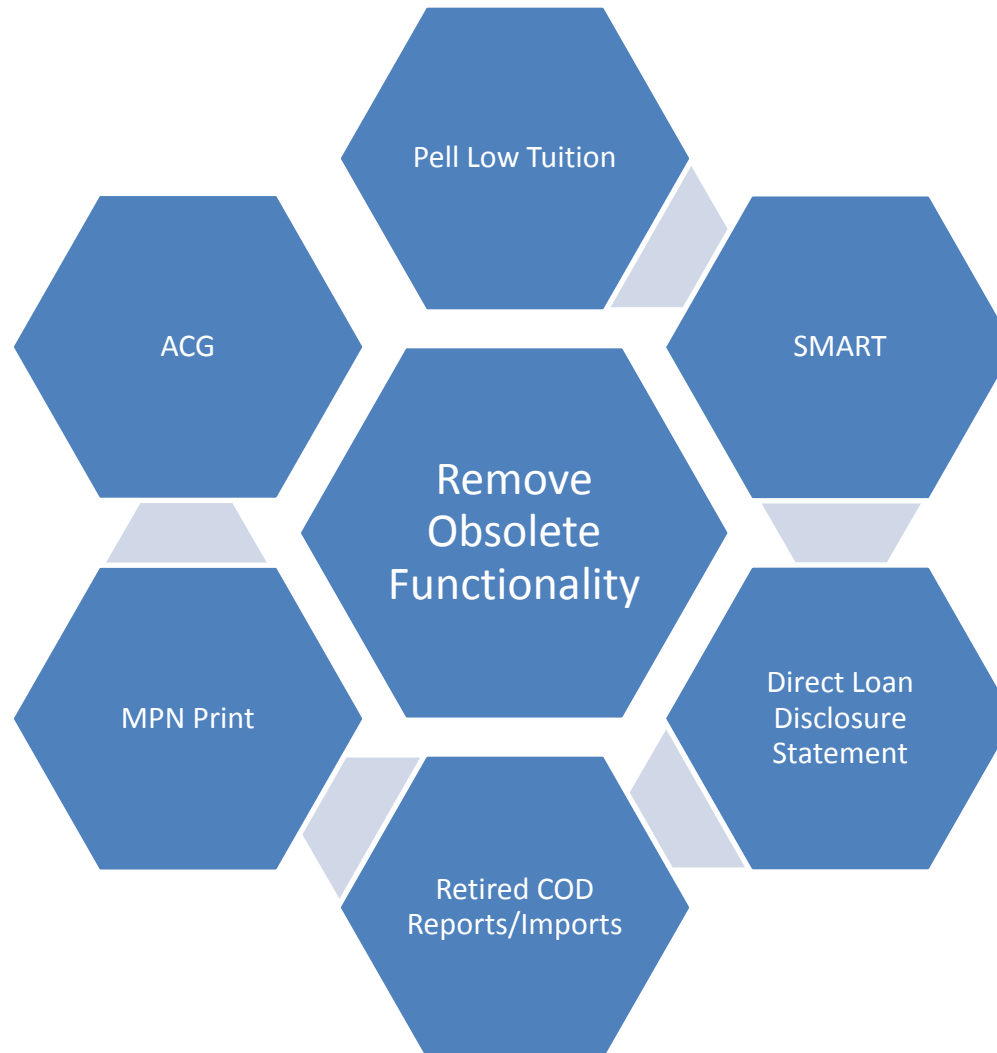 Pell Low Tuition
ACG
SMART
Remove
Obsolete
Functionality
MPN Print
Direct Loan
Disclosure
Statement
Retired COD
Reports/Imports